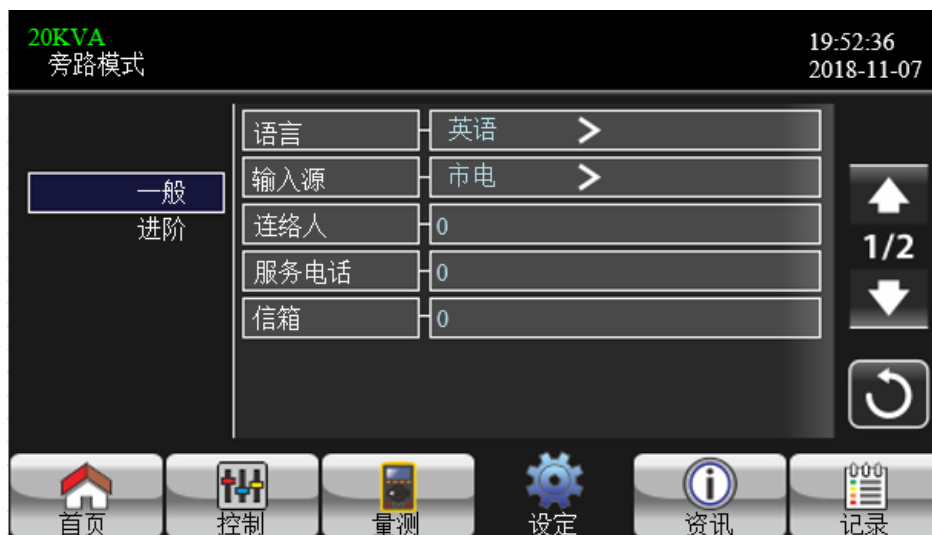 20KVA
旁路模式
19:52:36
2018-11-07
一般
进阶
语言 英语
输入源 市电
连络人 0
服务电话 0
信箱 0
1/2
首页 控制 量测 设定 资讯 记录